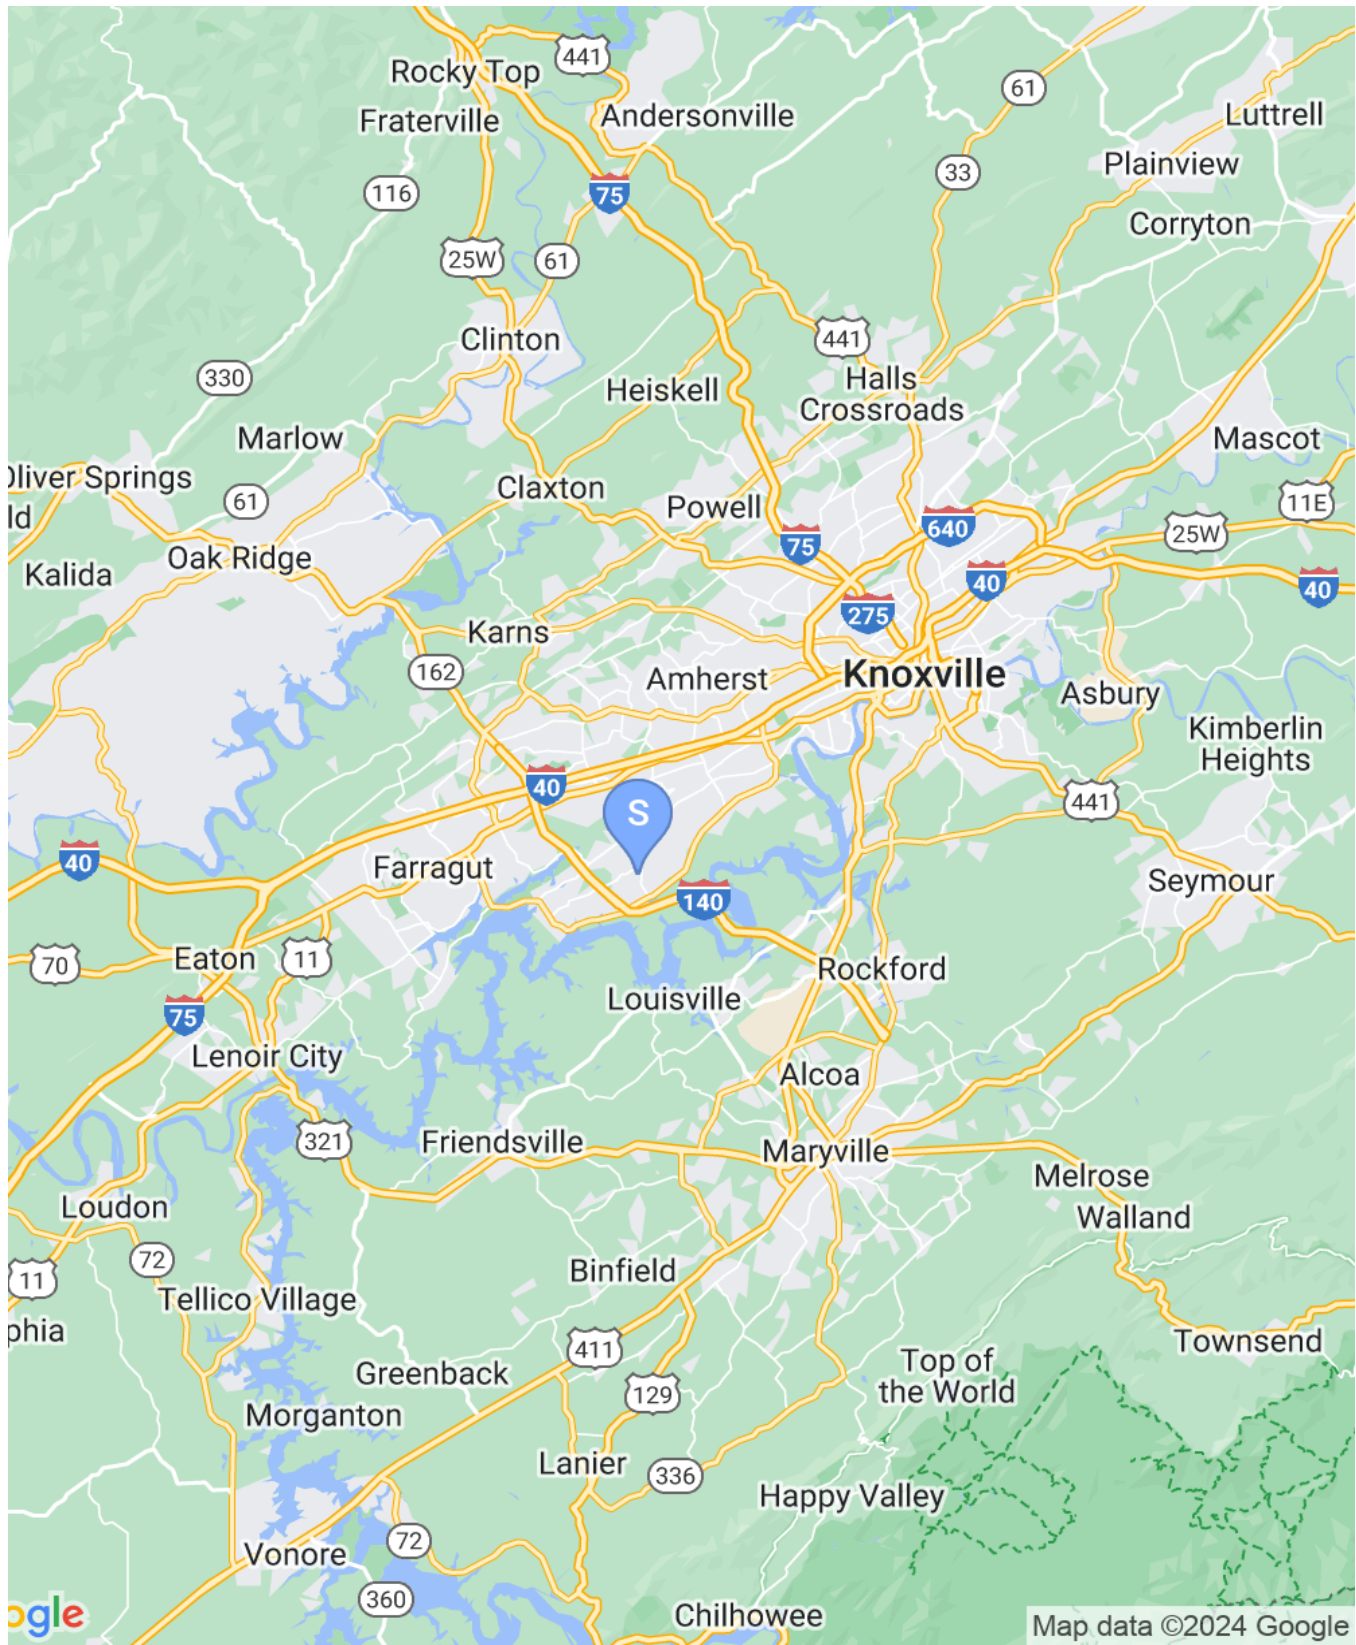 441
Rocky Top
61
Andersonville
Luttrell
Fraterville
Plainview
33
116
75
Corryton
25W
61
Clinton
441
330
Halls
Crossroads
Heiskell
Marlow
Mascot
Oliver Springs
Claxton
61
11E
Powell
ld
640
25W
75
Oak Ridge
Kalida
40
40
275
Karns
162
Amherst
Knoxville
Asbury
Kimberlin
Heights
40
S
441
40
Farragut
Seymour
140
70
Eaton
11
Rockford
Louisville
75
Lenoir City
Alcoa
321
Friendsville
Maryville
Melrose
Loudon
Walland
72
Binfield
11
Tellico Village
phia
411
Townsend
Top of
the World
Greenback
129
Morganton
Lanier
336
Happy Valley
72
Vonore
360
ogle
Chilhowee
Map data ©2024 Google